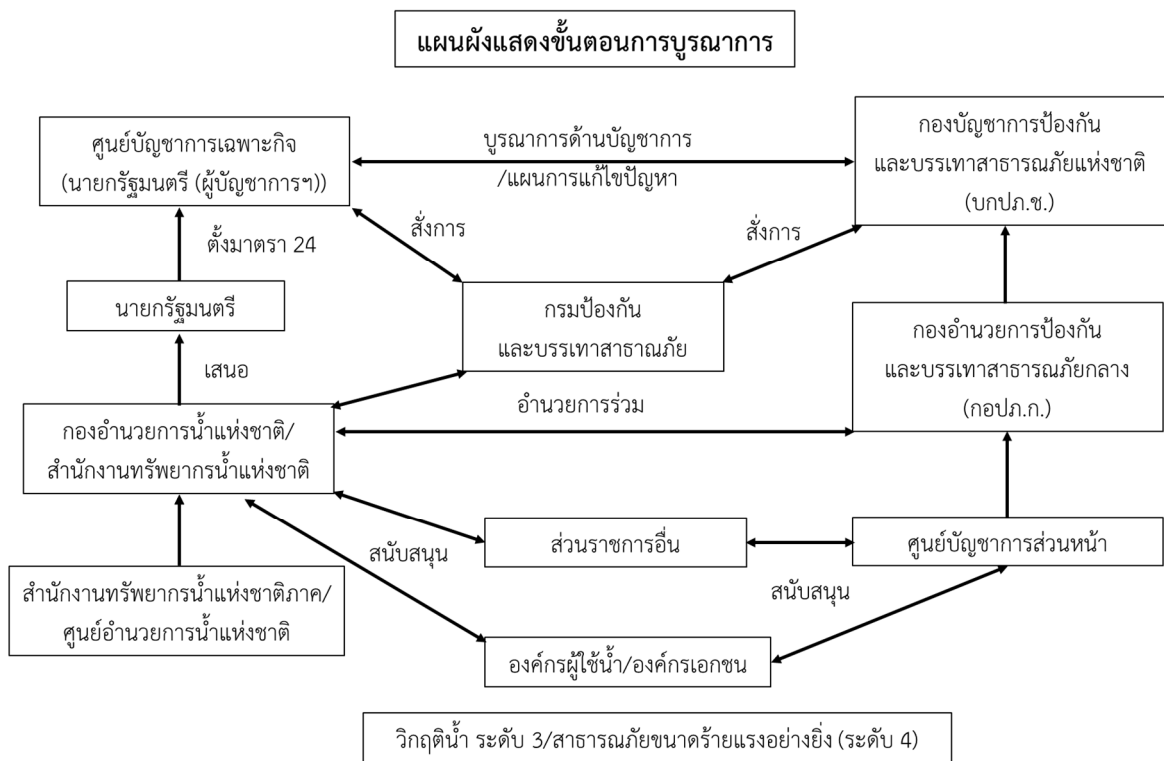 แผนผังแสดงขั้นตอนการบูรณาการ
ศูนย์บัญชาการเฉพาะกิจ
(นายกรัฐมนตรี (ผู้บัญชาการฯ))
บูรณาการด้านบัญชาการ
/แผนการแก้ไขปัญหา
กองบัญชาการป้องกัน
และบรรเทาสาธารณภัยแห่งชาติ
(บกปภ.ช.)
ตั้งมาตรา 24
สั่งการ
สั่งการ
นายกรัฐมนตรี
กรมป้องกัน
และบรรเทาสาธาณภัย
กองอำนวยการป้องกัน
และบรรเทาสาธารณภัยกลาง
(กอปภ.ก.)
เสนอ
อำนวยการร่วม
กองอำนวยการน้ำแห่งชาติ/
สำนักงานทรัพยากรน้ำแห่งชาติ
ส่วนราชการอื่น
ศูนย์บัญชาการส่วนหน้า
สนับสนุน
สนับสนุน
สำนักงานทรัพยากรน้ำแห่งชาติภาค/
ศูนย์อำนวยการน้ำแห่งชาติ
องค์กรผู้ใช้น้ำ/องค์กรเอกชน
วิกฤติน้ำ ระดับ 3/สาธารณภัยขนาดร้ายแรงอย่างยิ่ง (ระดับ 4)